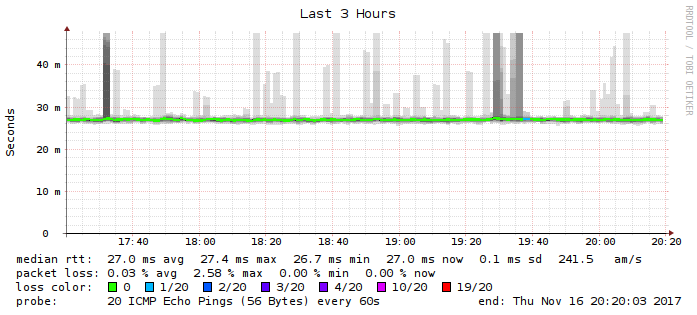 Last 3 Hours
RRDTOOL / TOBI OETIKER
Seconds
40 m
30 m
20 m
10 m
0
17:40 18:00 18:20 18:40 19:00 19:20 19:40 20:00 20:20
median rtt: 27.0 ms avg 27.4 ms max 26.7 ms min 27.0 ms now 0.1 ms sd 241.5 am/s
packet loss: 0.03 % avg 2.58 % max 0.00 % min 0.00 % now
loss color: 0 1/20 2/20 3/20 4/20 10/20 19/20
probe: 20 ICMP Echo Pings (56 Bytes) every 60s end: Thu Nov 16 20:20:03 2017